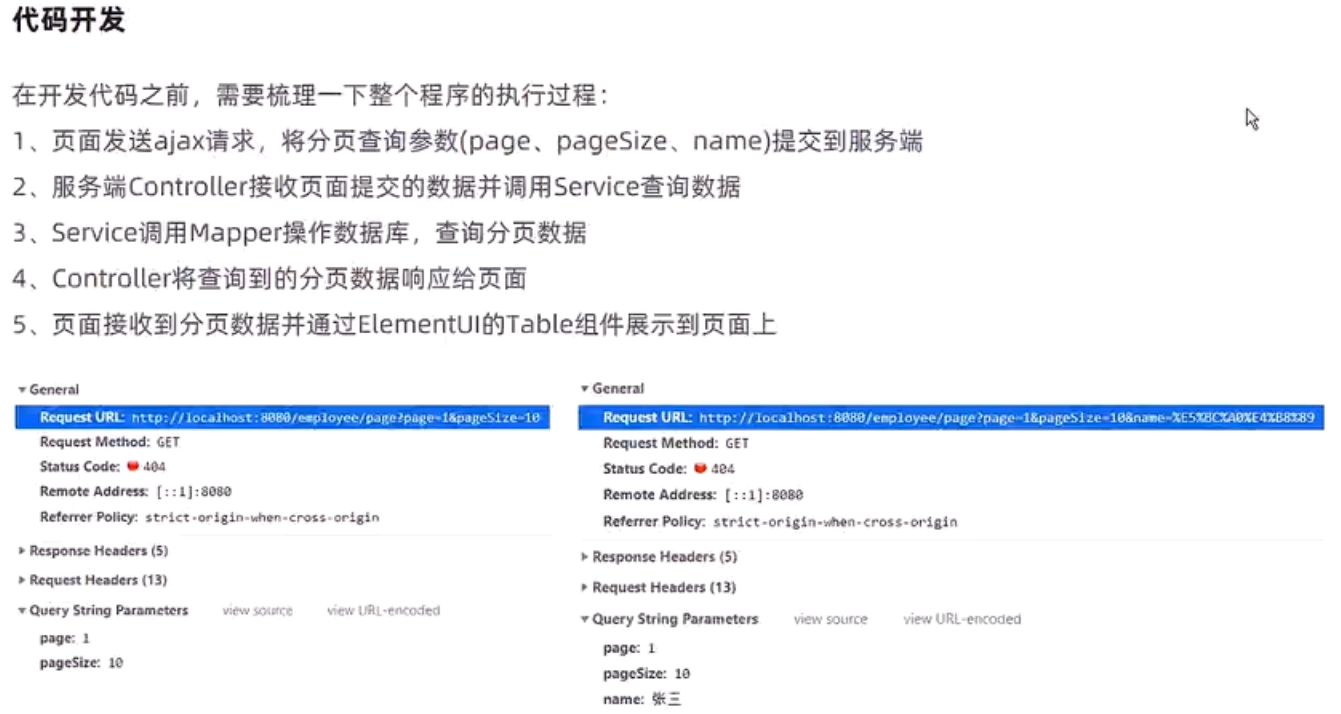 代码开发
在开发代码之前，需要梳理一下整个程序的执行过程：
1、页面发送ajax请求，将分页查询参数(page、pageSize、name)提交到服务端
2、服务端Controller接收页面提交的数据并调用Service查询数据
3、Service调用Mapper操作数据库，查询分页数据
4、Controller将查询到的分页数据响应给页面
5、页面接收到分页数据并通过ElementUI的Table组件展示到页面上
General
Request URL: http://localhost:8080/employee/page?page=1&pageSize=10
Request Method: GET
Status Code: 404
Remote Address: [::1]:8080
Referrer Policy: strict-origin-when-cross-origin
Response Headers (5)
Request Headers (13)
Query String Parameters view source view URL-encoded
page: 1
pageSize: 10
General
Request URL: http://localhost:8080/employee/page?page=1&pageSize=10&name=%E5%BC%A0%E4%B8%89
Request Method: GET
Status Code: 404
Remote Address: [::1]:8080
Referrer Policy: strict-origin-when-cross-origin
Response Headers (5)
Request Headers (13)
Query String Parameters view source view URL-encoded
page: 1
pageSize: 10
name: 张三